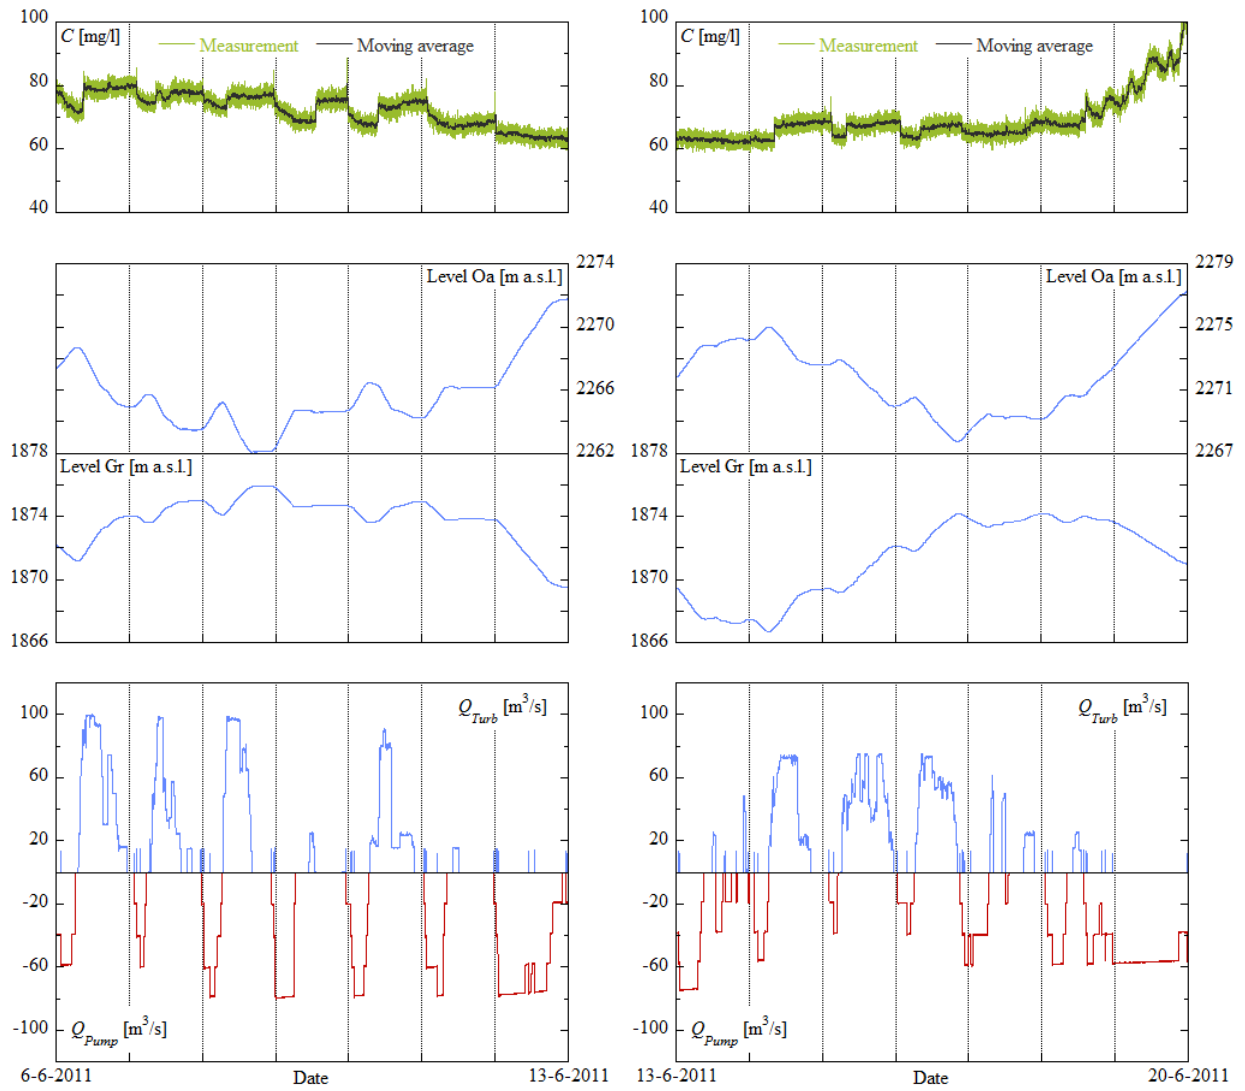 100
80
60
40
C [mg/l]
Measurement
Moving average
100
80
60
40
C [mg/l]
Measurement
Moving average
Level Oa [m a.s.l.]
2274
2270
2266
2262
1878
1874
1870
1866
Level Gr [m a.s.l.]
Level Oa [m a.s.l.]
2279
2275
2271
2267
1878
1874
1870
1866
Level Gr [m a.s.l.]
100
60
20
-20
-60
-100
Q_Turb [m³/s]
Q_Pump [m³/s]
6-6-2011
Date
13-6-2011
100
60
20
-20
-60
-100
Q_Turb [m³/s]
Q_Pump [m³/s]
13-6-2011
Date
20-6-2011